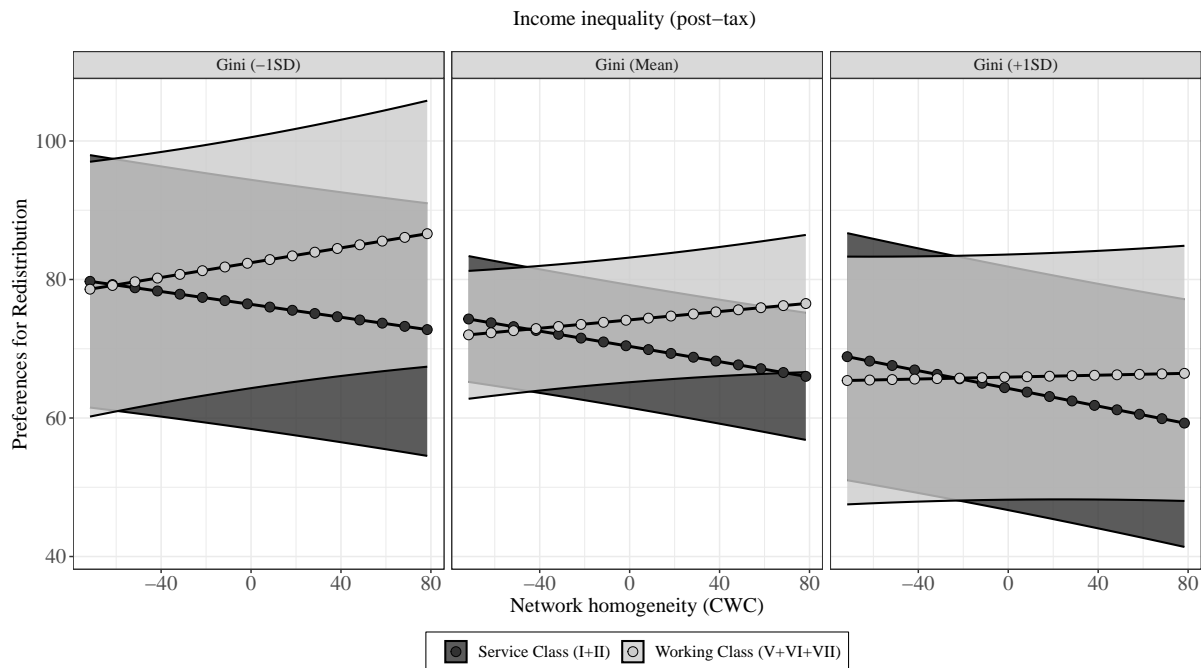 Income inequality (post−tax)
Gini (−1SD)
Gini (Mean)
Gini (+1SD)
Preferences for Redistribution
100
80
60
40
−40 0 40 80
−40 0 40 80
−40 0 40 80
Network homogeneity (CWC)
Service Class (I+II) Working Class (V+VI+VII)